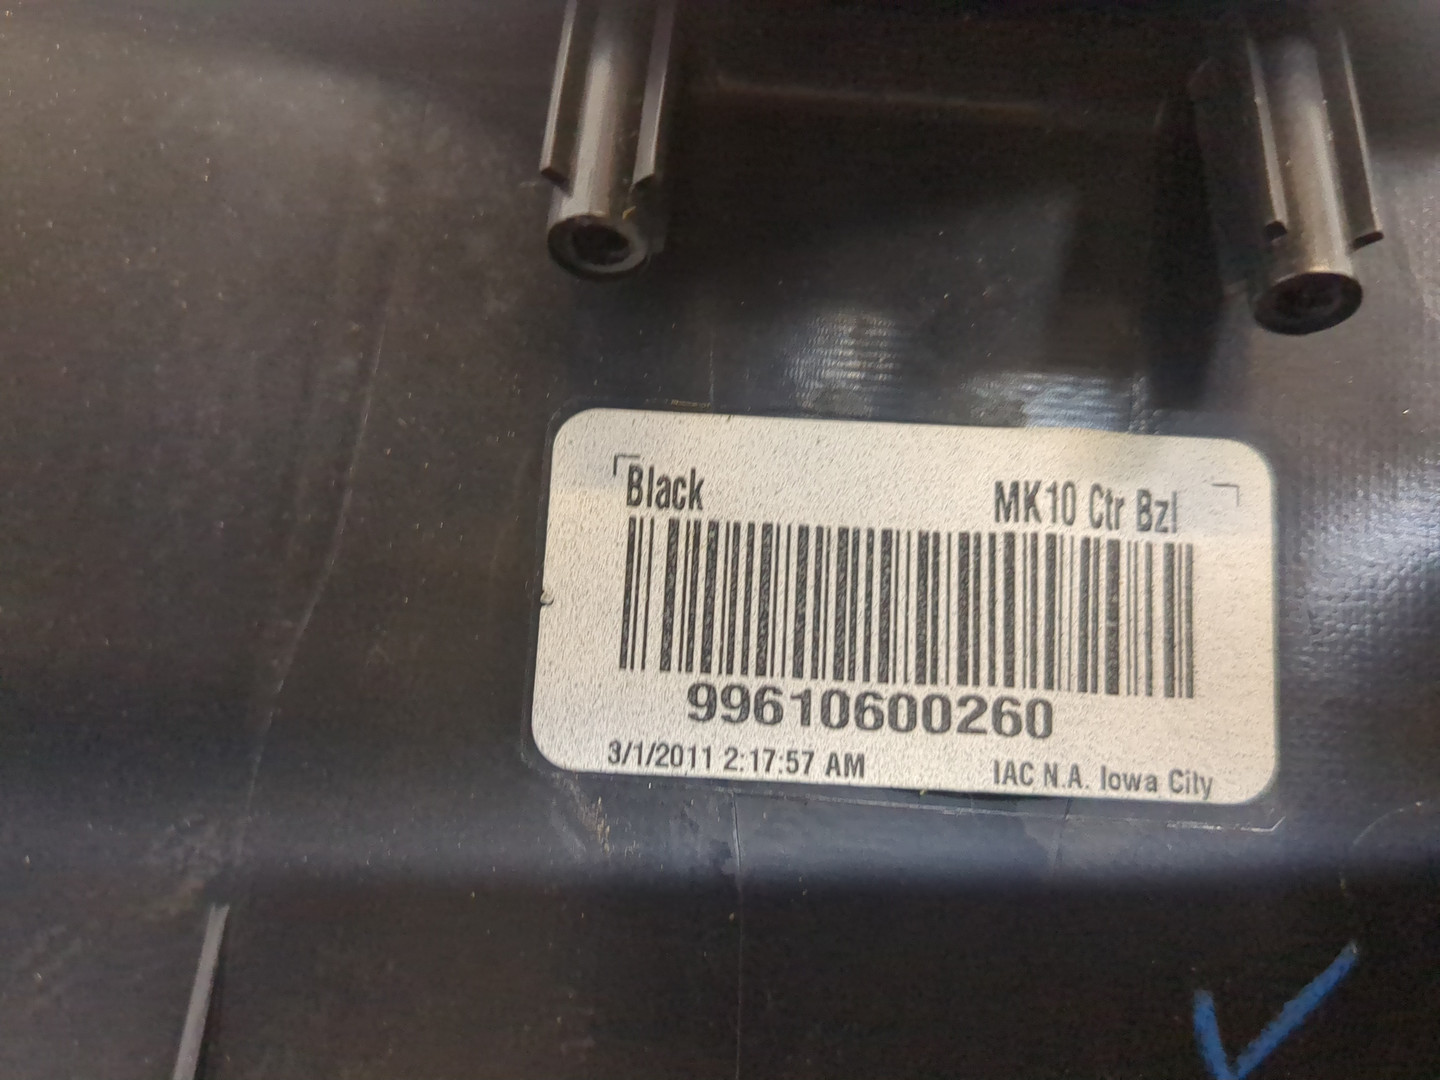 Black MK10 Ctr Bzl
99610600260
3/1/2011 2:17:57 AM IAC N.A. Iowa City